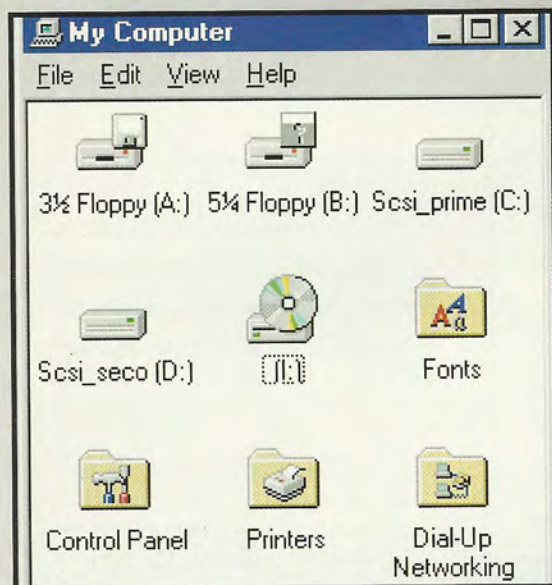 My Computer
File Edit View Help
3½ Floppy (A:) 5¼ Floppy (B:) Scsi_prime (C:)
Scsi_seco (D:) (I:) Fonts
Control Panel Printers Dial-Up
Networking